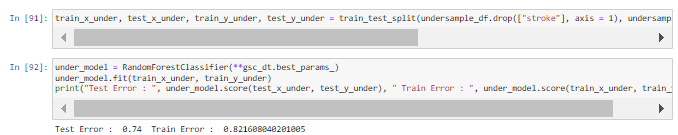 In [91]: train_x_under, test_x_under, train_y_under, test_y_under = train_test_split(undersample_df.drop(["stroke"], axis = 1), undersamp
In [92]: under_model = RandomForestClassifier(**gsc_dt.best_params_)
under_model.fit(train_x_under, train_y_under)
print("Test Error : ", under_model.score(test_x_under, test_y_under), " Train Error : ", under_model.score(train_x_under, train_
Test Error :  0.74  Train Error :  0.821608040201005